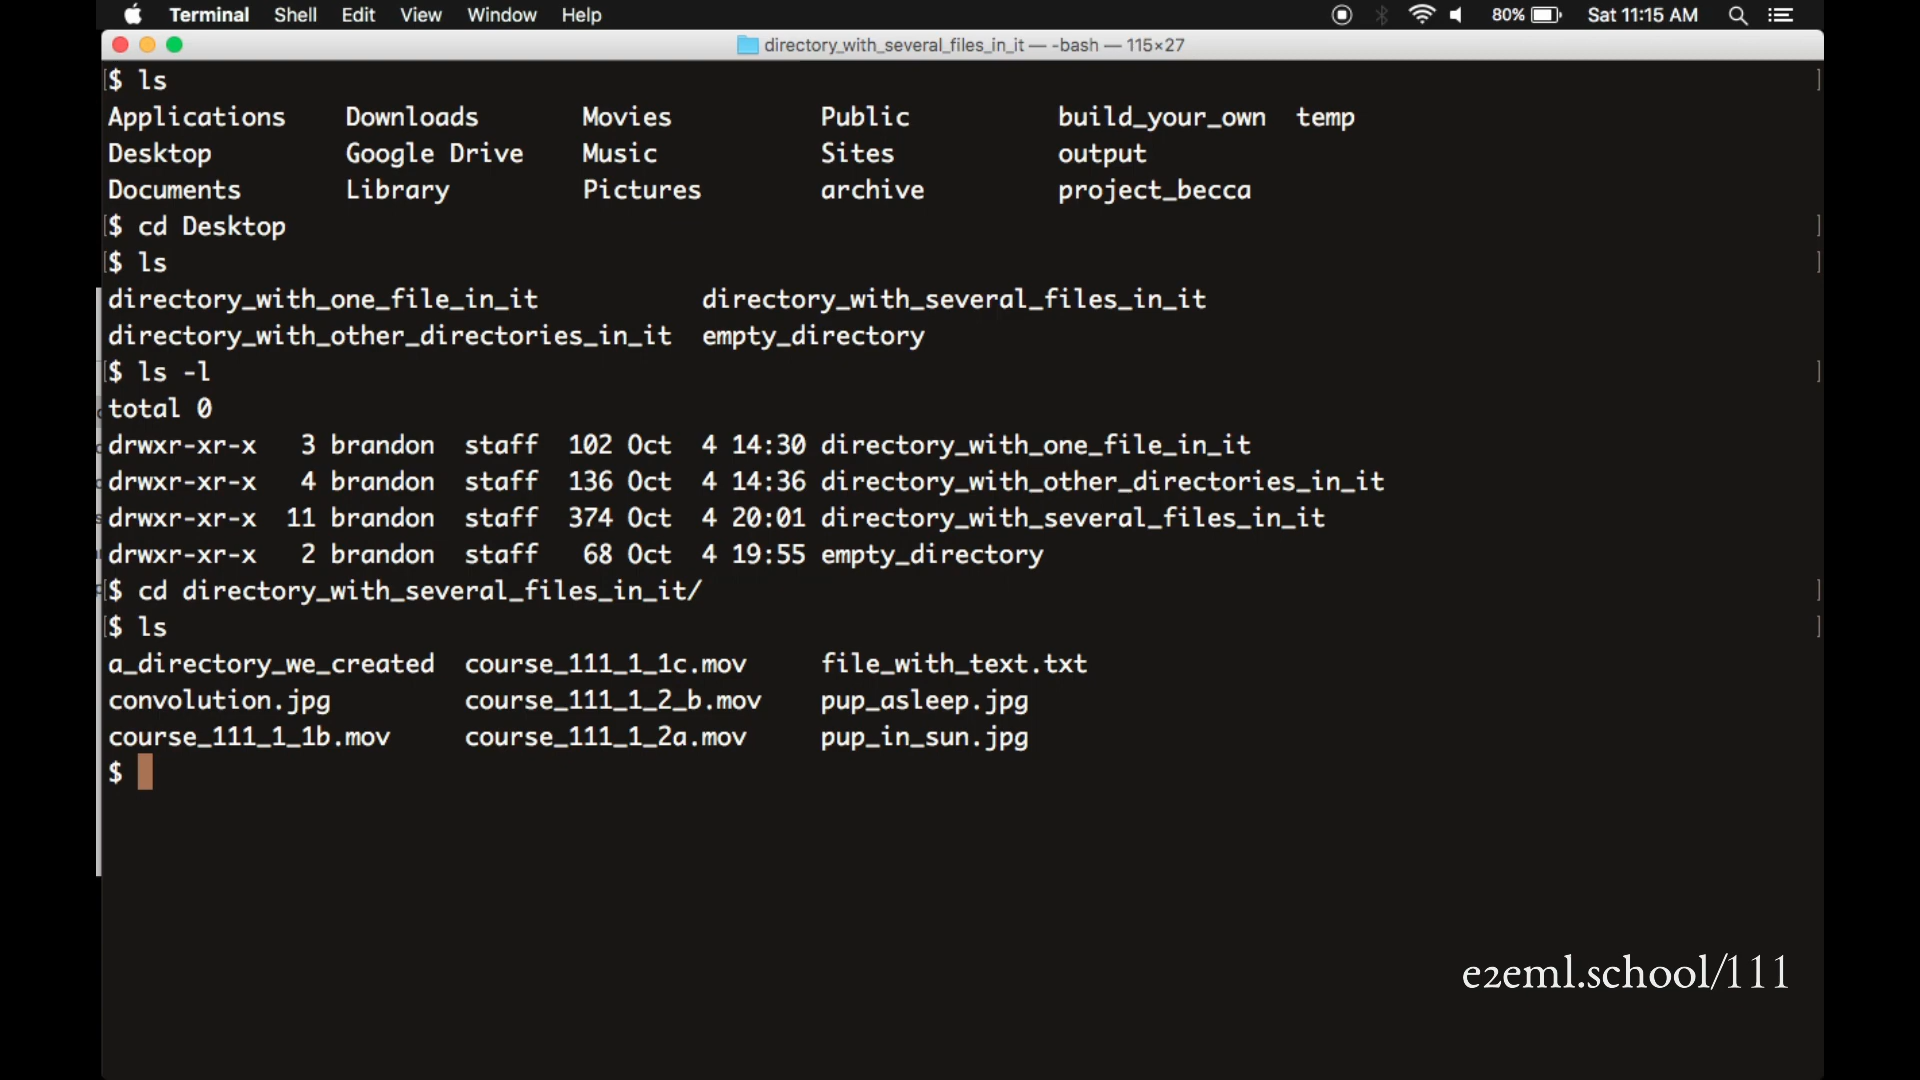 Terminal Shell Edit View Window Help 80% Sat 11:15 AM
directory_with_several_files_in_it — -bash — 115×27
$ ls
Applications Downloads Movies Public build_your_own temp
Desktop Google Drive Music Sites output
Documents Library Pictures archive project_becca
$ cd Desktop
$ ls
directory_with_one_file_in_it directory_with_several_files_in_it
directory_with_other_directories_in_it empty_directory
$ ls -l
total 0
drwxr-xr-x 3 brandon staff 102 Oct 4 14:30 directory_with_one_file_in_it
drwxr-xr-x 4 brandon staff 136 Oct 4 14:36 directory_with_other_directories_in_it
drwxr-xr-x 11 brandon staff 374 Oct 4 20:01 directory_with_several_files_in_it
drwxr-xr-x 2 brandon staff 68 Oct 4 19:55 empty_directory
$ cd directory_with_several_files_in_it/
$ ls
a_directory_we_created course_111_1_1c.mov file_with_text.txt
convolution.jpg course_111_1_2_b.mov pup_asleep.jpg
course_111_1_1b.mov course_111_1_2a.mov pup_in_sun.jpg
$
e2eml.school/111